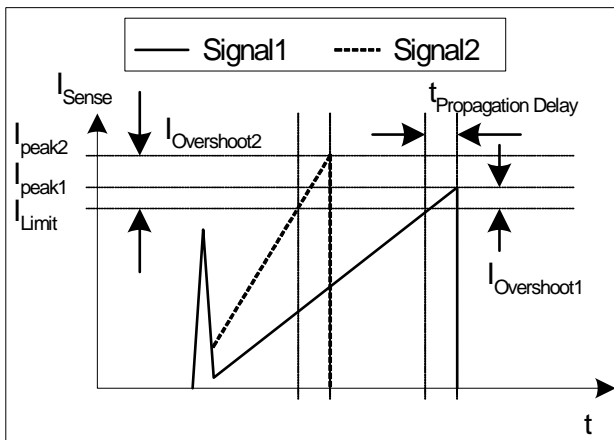 Signal1 Signal2
I_Sense
t_Propagation Delay
I_peak2
I_Overshoot2
I_peak1
I_Limit
I_Overshoot1
t